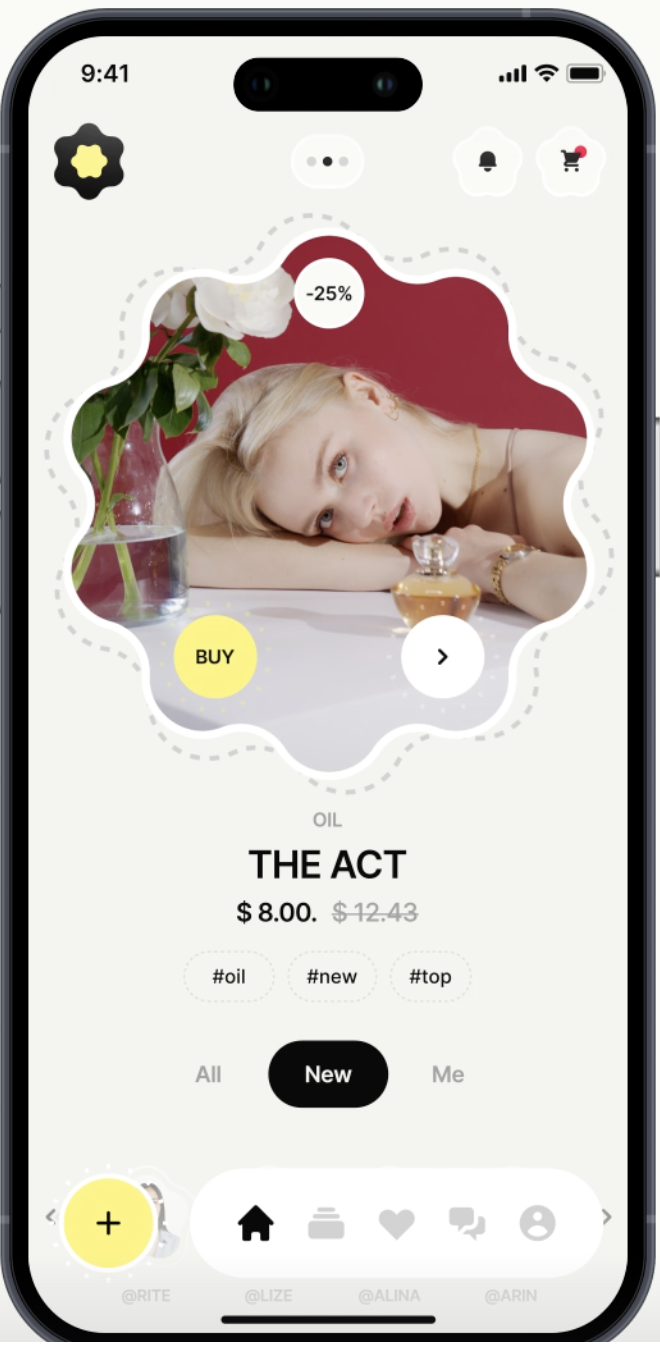 9:41
-25%
BUY
OIL
THE ACT
$ 8.00. $ 12.43
#oil #new #top
All New Me
@RITE @LIZE @ALINA @ARIN